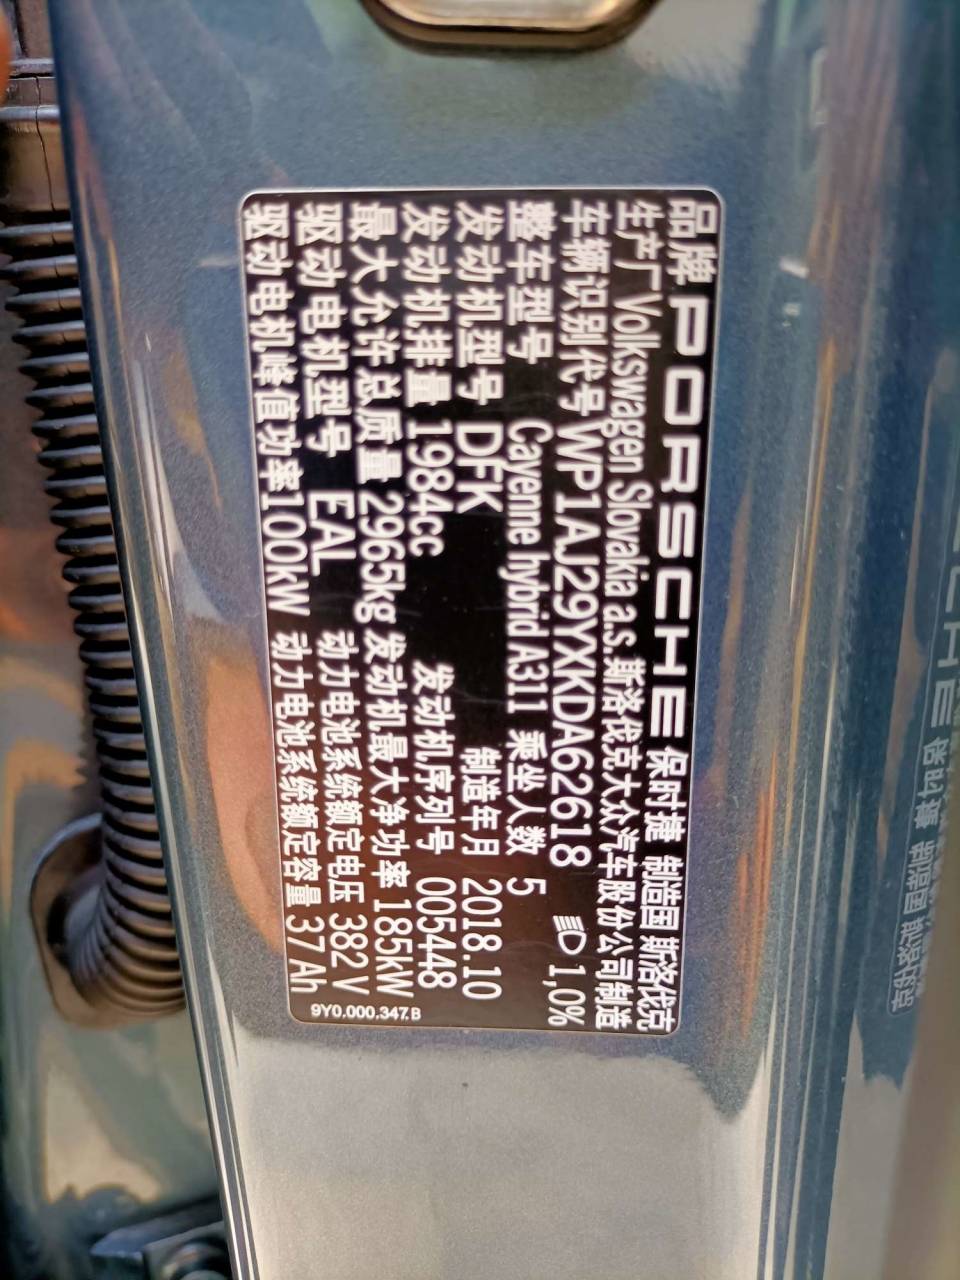 品牌 PORSCHE 保时捷 制造国 斯洛伐克
生产厂 Volkswagen Slovakia a.s. 斯洛伐克大众汽车股份公司制造
车辆识别代号 WP1AJ29YXKDA62618 1,0%
整车型号 Cayenne hybrid A311 乘坐人数 5
发动机型号 DFK 制造年月 2018.10
发动机排量 1984cc 发动机序列号 005448
最大允许总质量 2965kg 发动机最大净功率 185kW
驱动电机型号 EAL 动力电池系统额定电压 382V
驱动电机峰值功率 100kW 动力电池系统额定容量 37Ah
9Y0.000.347.B